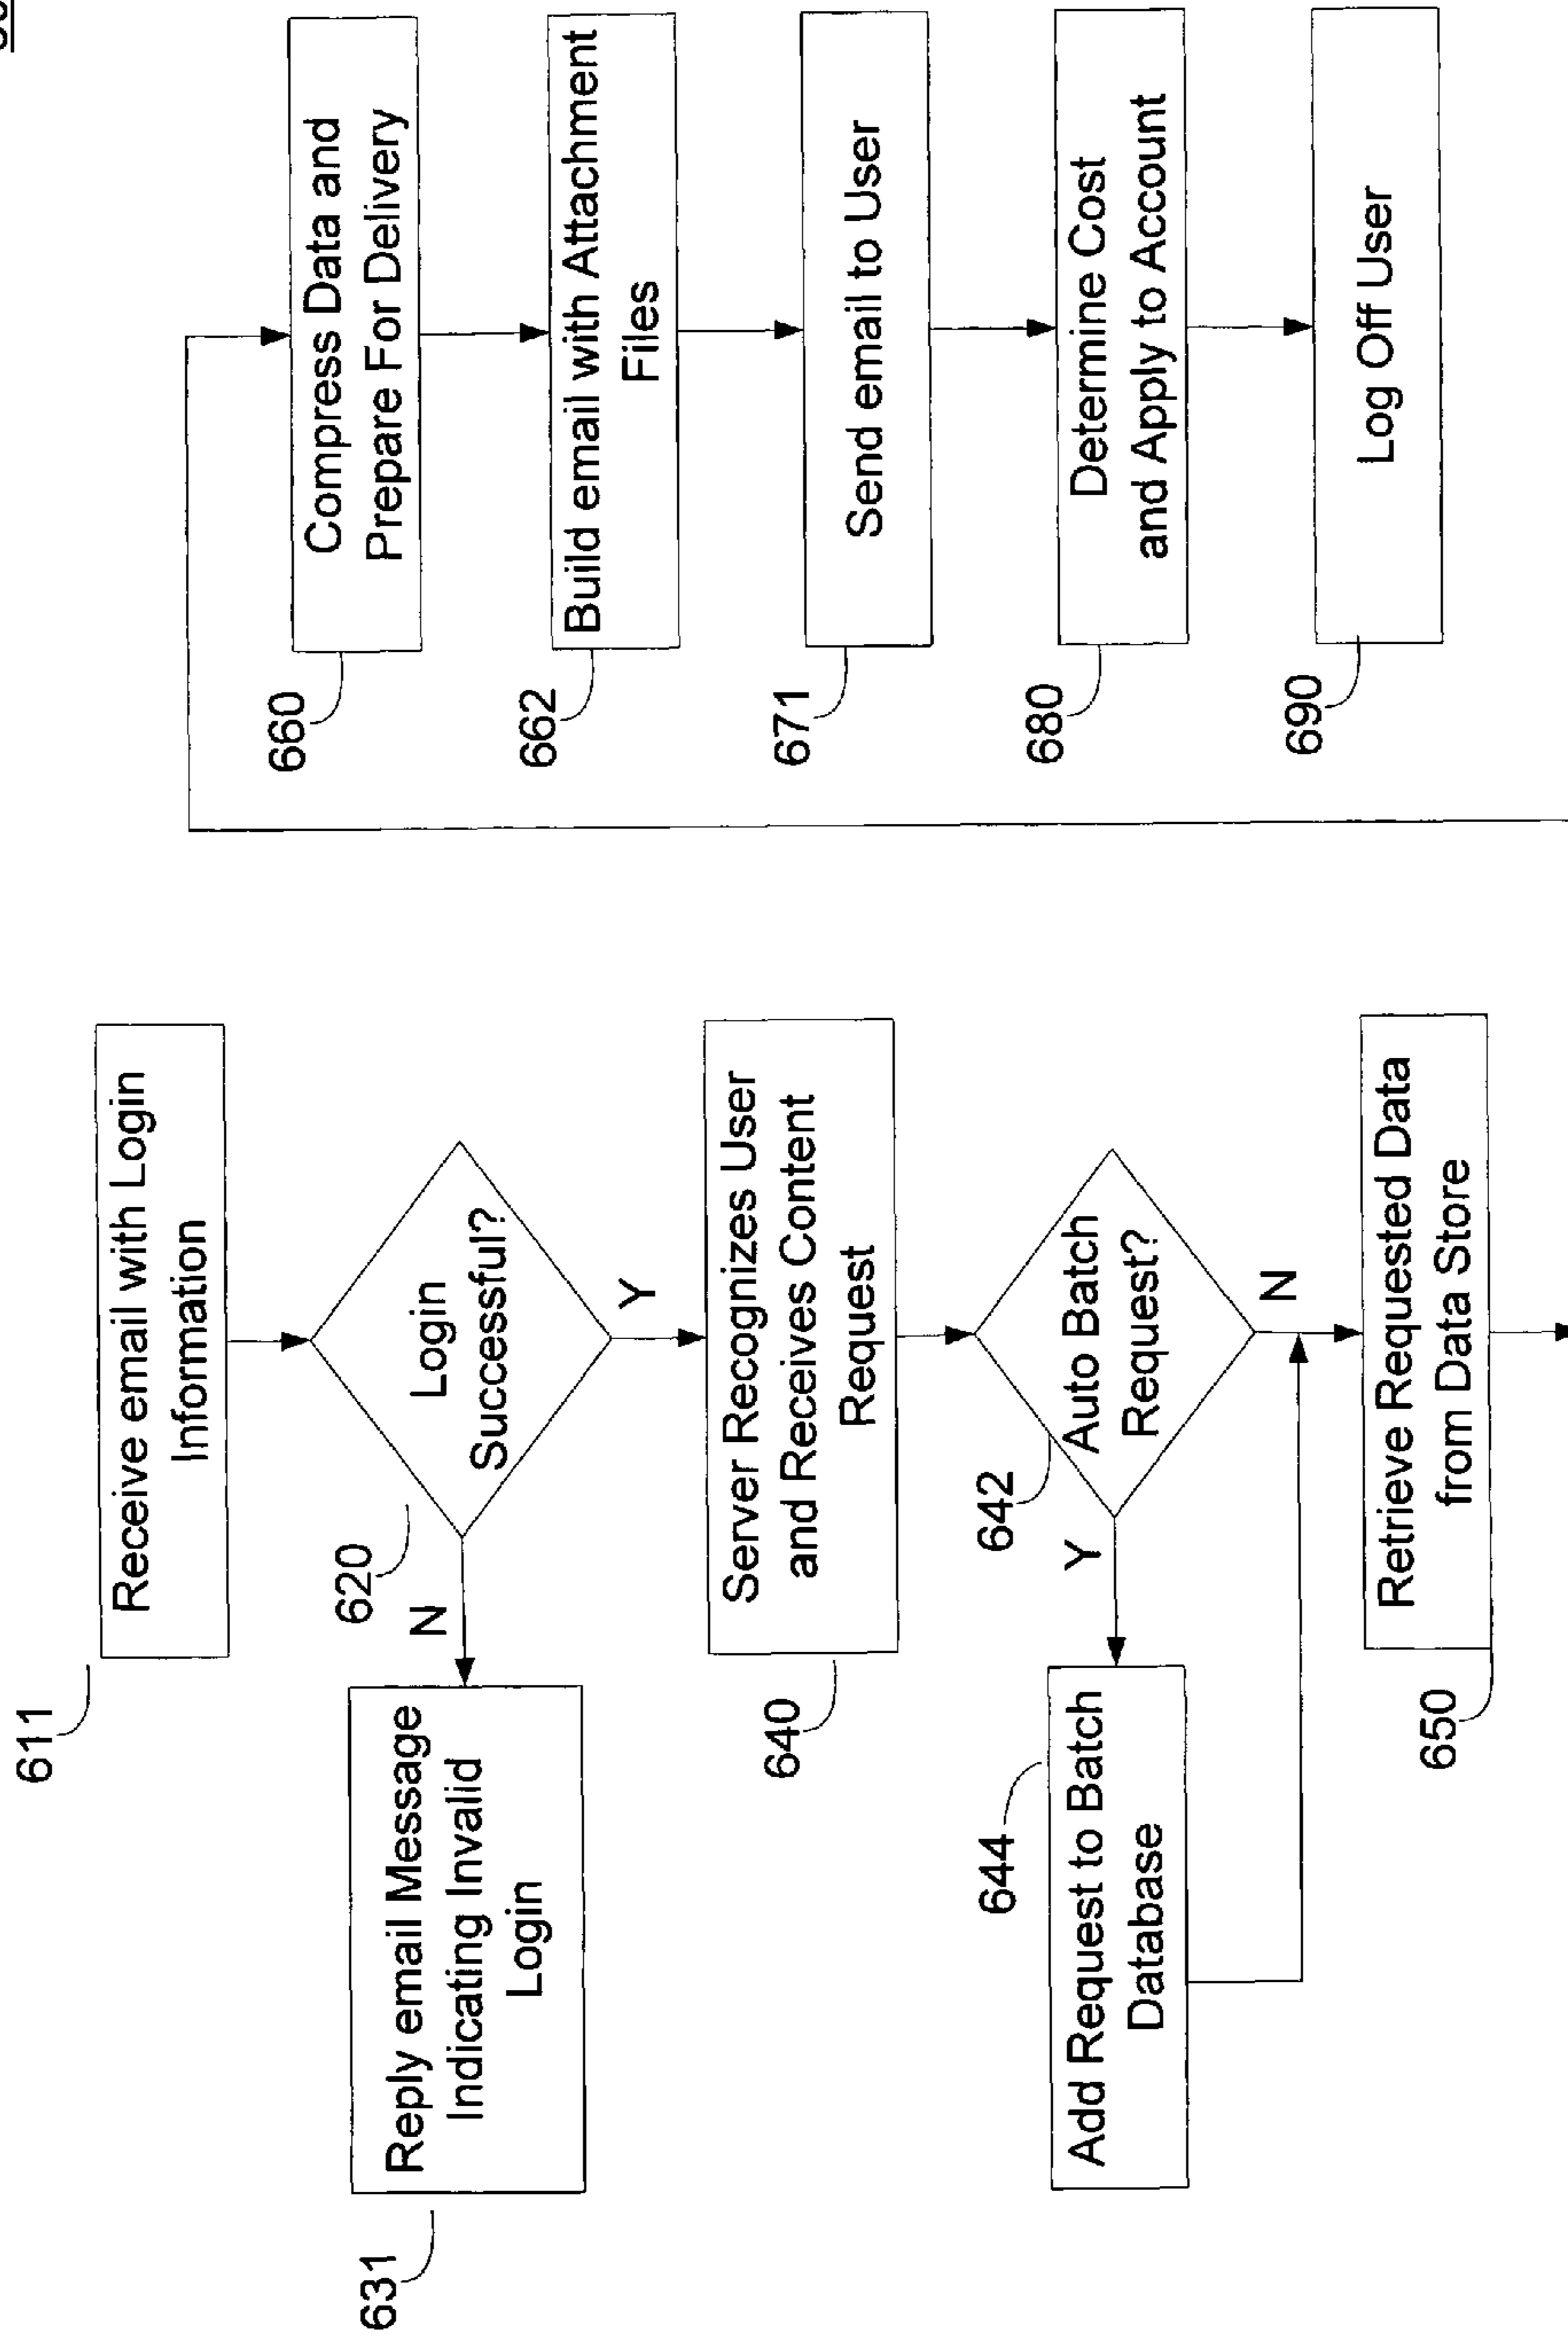 611
Receive email with Login
Information
620
Login
Successful?
N
Y
631
Reply email Message
Indicating Invalid
Login
640
Server Recognizes User
and Receives Content
Request
642
Auto Batch
Request?
Y
N
644
Add Request to Batch
Database
650
Retrieve Requested Data
from Data Store
660
Compress Data and
Prepare For Delivery
662
Build email with Attachment
Files
671
Send email to User
680
Determine Cost
and Apply to Account
690
Log Off User